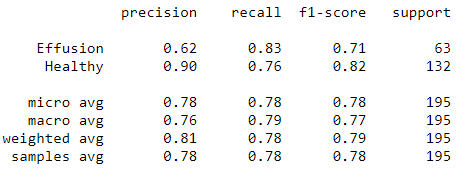 precision recall f1-score support
Effusion 0.62 0.83 0.71 63
Healthy 0.90 0.76 0.82 132
micro avg 0.78 0.78 0.78 195
macro avg 0.76 0.79 0.77 195
weighted avg 0.81 0.78 0.79 195
samples avg 0.78 0.78 0.78 195